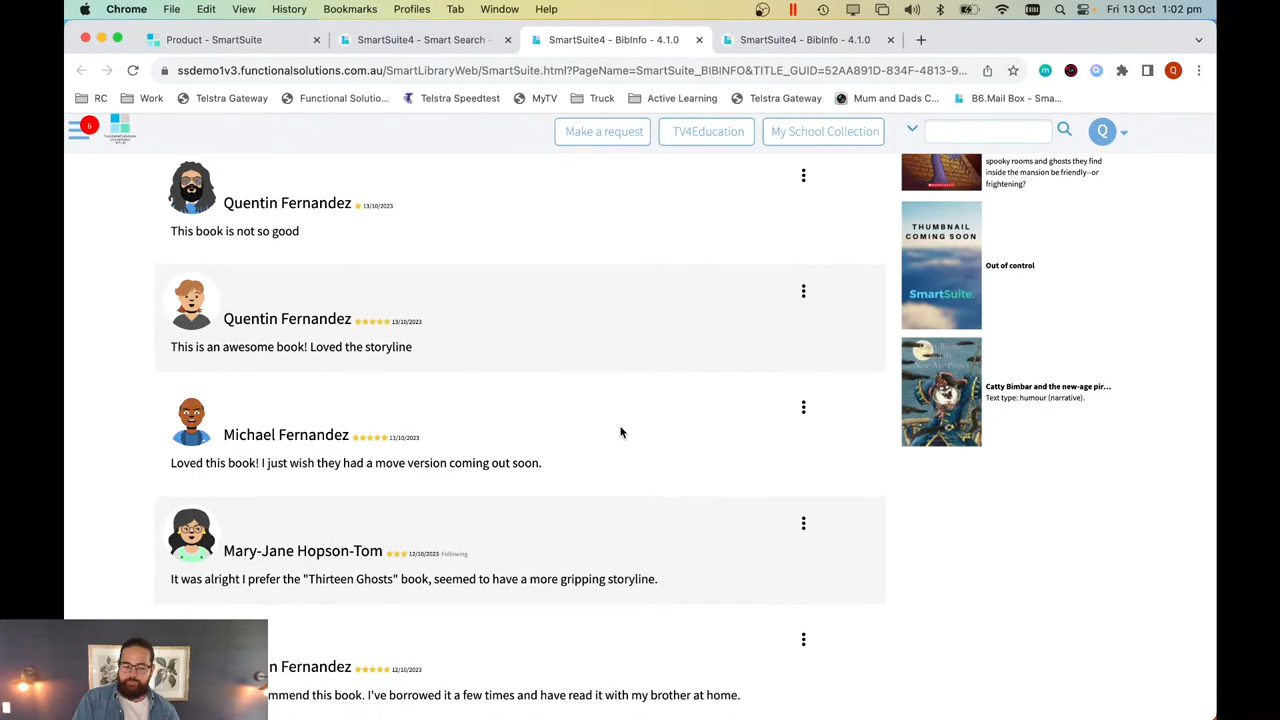 Chrome File Edit View History Bookmarks Profiles Tab Window Help Fri 13 Oct 1:02 pm
Product - SmartSuite SmartSuite4 - Smart Search - SmartSuite4 - BibInfo - 4.1.0 SmartSuite4 - BibInfo - 4.1.0
ssdemo1v3.functionalsolutions.com.au/SmartLibraryWeb/SmartSuite.html?PageName=SmartSuite_BIBINFO&TITLE_GUID=52AA891D-834F-4813-9...
RC Work Telstra Gateway Functional Solutio... Telstra Speedtest MyTV Truck Active Learning Telstra Gateway Mum and Dads C... B6.Mail Box - Sma...
6 Make a request TV4Education My School Collection Q
spooky rooms and ghosts they find
inside the mansion be friendly--or
frightening?
Quentin Fernandez 13/10/2023
This book is not so good
THUMBNAIL
COMING SOON
SmartSuite.
Out of control
Quentin Fernandez 13/10/2023
This is an awesome book! Loved the storyline
Catty Bimbar and the new-age pir...
Text type: humour (narrative).
Michael Fernandez 13/10/2023
Loved this book! I just wish they had a move version coming out soon.
Mary-Jane Hopson-Tom 12/10/2023 Following
It was alright I prefer the "Thirteen Ghosts" book, seemed to have a more gripping storyline.
n Fernandez 12/10/2023
mmend this book. I've borrowed it a few times and have read it with my brother at home.